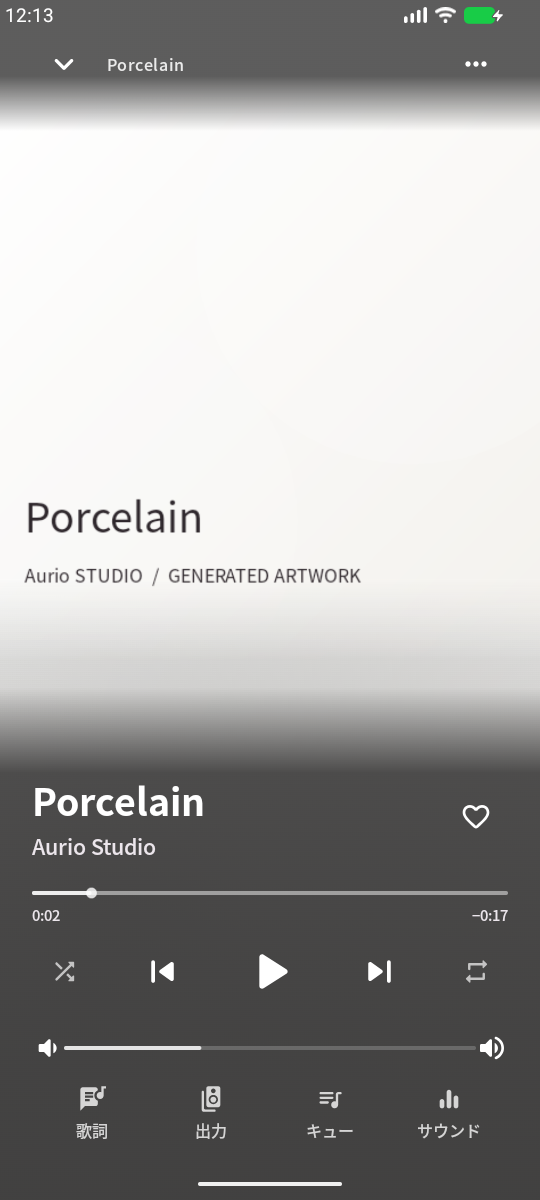 12:13
Porcelain
Porcelain
Aurio STUDIO / GENERATED ARTWORK
Porcelain
Aurio Studio
0:02 −0:17
歌詞 出力 キュー サウンド